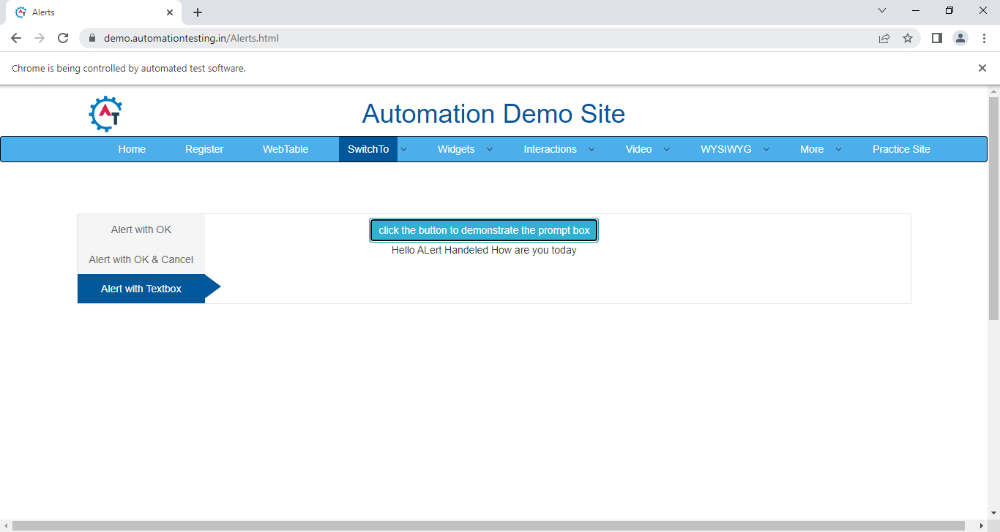 Alerts
demo.automationtesting.in/Alerts.html
Chrome is being controlled by automated test software.
AT
Automation Demo Site
Home Register WebTable SwitchTo Widgets Interactions Video WYSIWYG More Practice Site
Alert with OK
click the button to demonstrate the prompt box
Hello ALert Handeled How are you today
Alert with OK & Cancel
Alert with Textbox